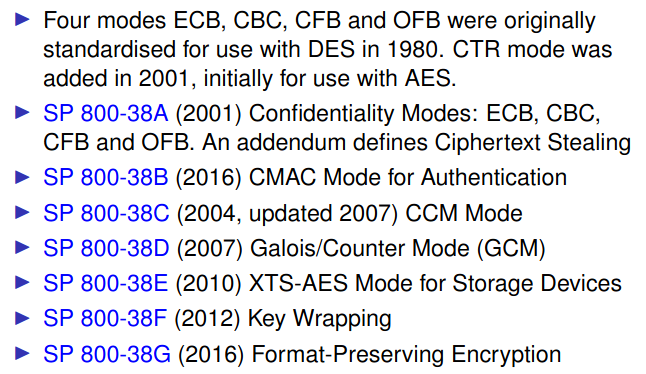 Four modes ECB, CBC, CFB and OFB were originally
standardised for use with DES in 1980. CTR mode was
added in 2001, initially for use with AES.
SP 800-38A (2001) Confidentiality Modes: ECB, CBC,
CFB and OFB. An addendum defines Ciphertext Stealing
SP 800-38B (2016) CMAC Mode for Authentication
SP 800-38C (2004, updated 2007) CCM Mode
SP 800-38D (2007) Galois/Counter Mode (GCM)
SP 800-38E (2010) XTS-AES Mode for Storage Devices
SP 800-38F (2012) Key Wrapping
SP 800-38G (2016) Format-Preserving Encryption